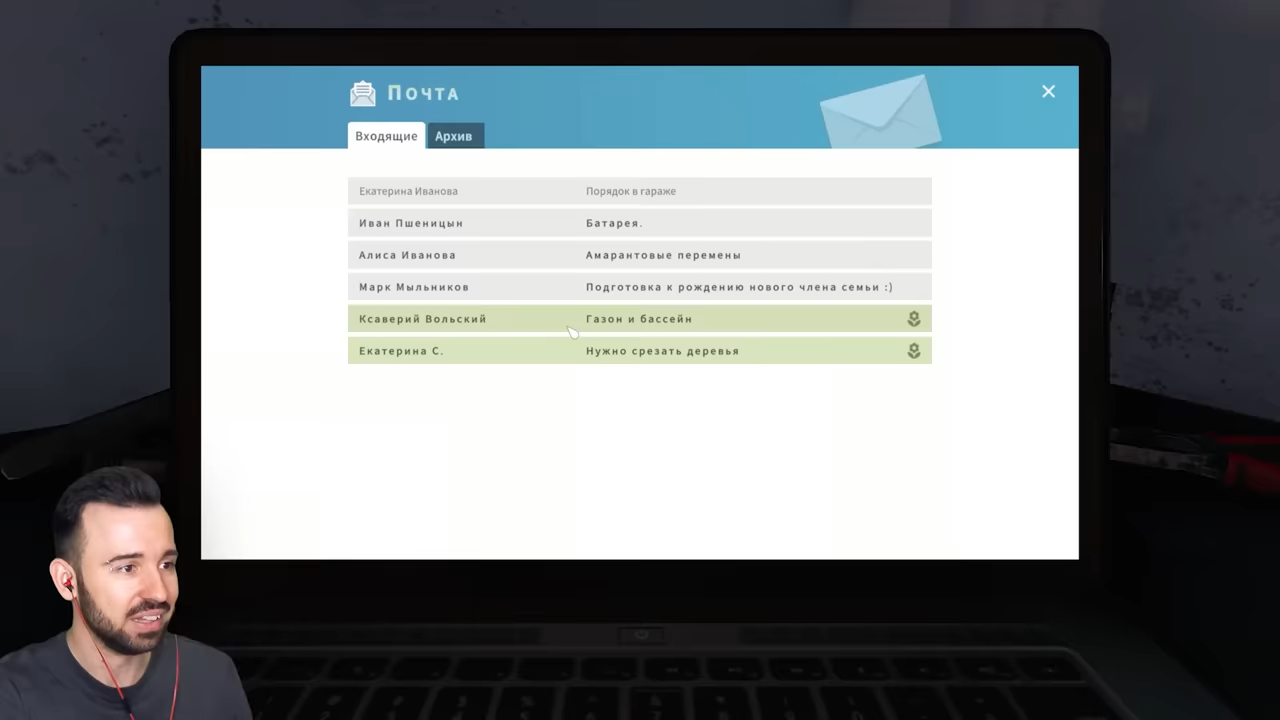 Почта
Входящие Архив
Екатерина Иванова Порядок в гараже
Иван Пшеницын Батарея.
Алиса Иванова Амарантовые перемены
Марк Мыльников Подготовка к рождению нового члена семьи :)
Ксаверий Вольский Газон и бассейн
Екатерина С. Нужно срезать деревья